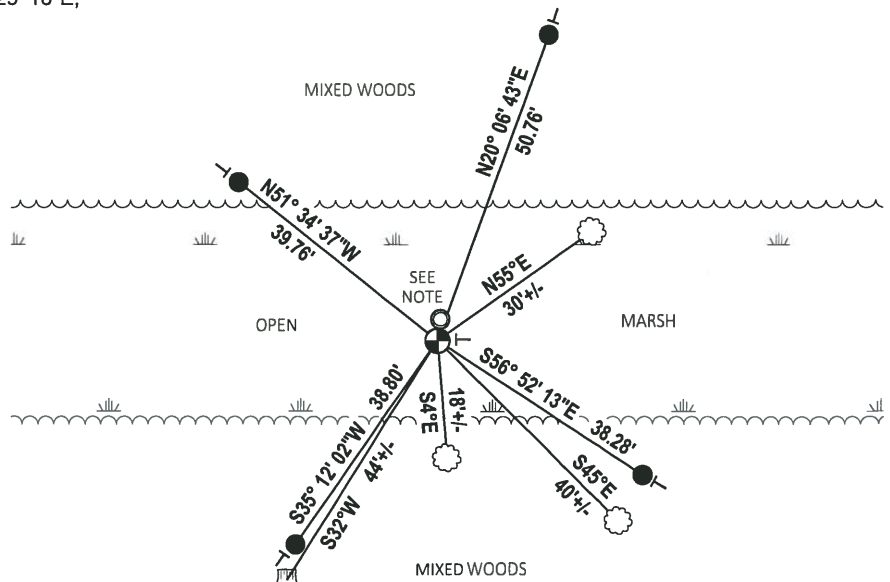 MIXED WOODS
N20° 06' 43"E
50.76'
N51° 34' 37"W
39.76'
SEE
NOTE
N55°E
30'+/-
OPEN
MARSH
S56° 52' 13"E
38.28'
S35° 12' 02"W
38.80'
S32°W
44'+/-
S4°E
18'+/-
S45°E
40'+/-
MIXED WOODS